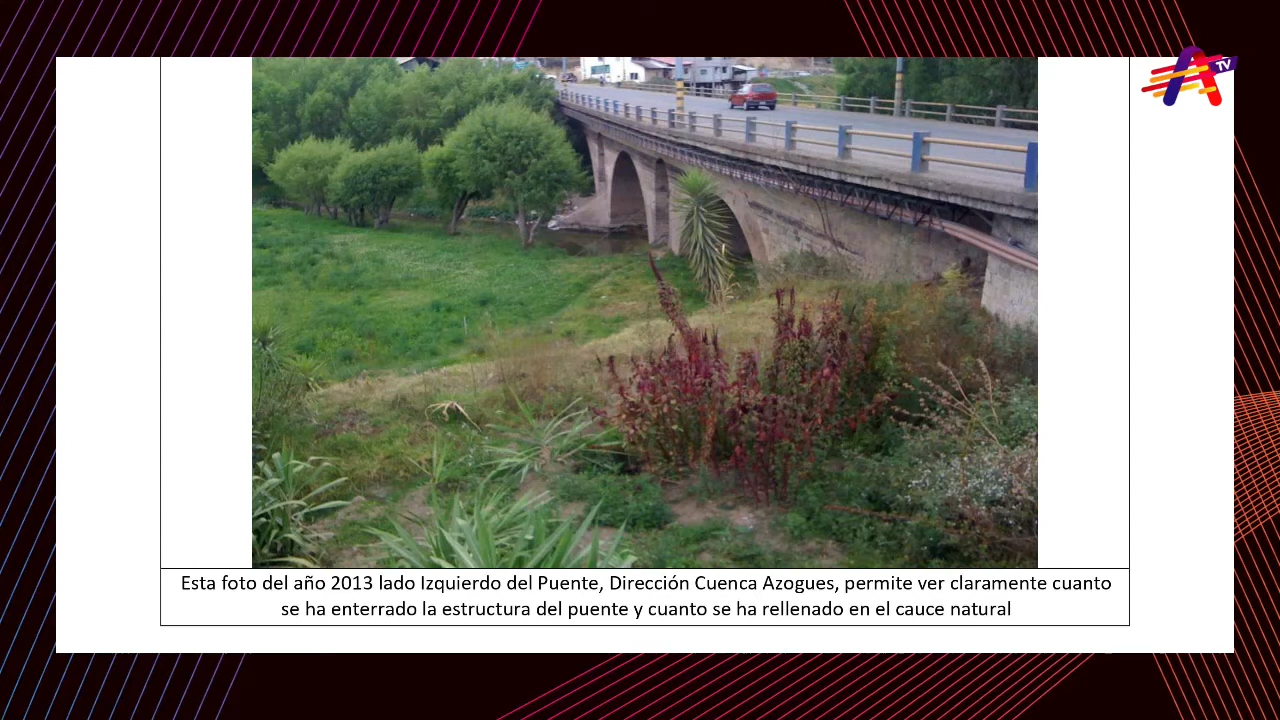 TV
Esta foto del año 2013 lado Izquierdo del Puente, Dirección Cuenca Azogues, permite ver claramente cuanto
se ha enterrado la estructura del puente y cuanto se ha rellenado en el cauce natural